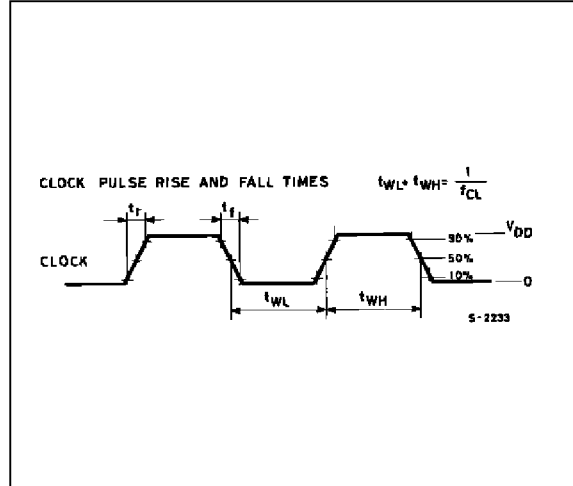 CLOCK PULSE RISE AND FALL TIMES
tWL+ tWH= 1/fCL
tr
tf
VDD
90%
CLOCK
50%
10%
0
tWL
tWH
S-2233